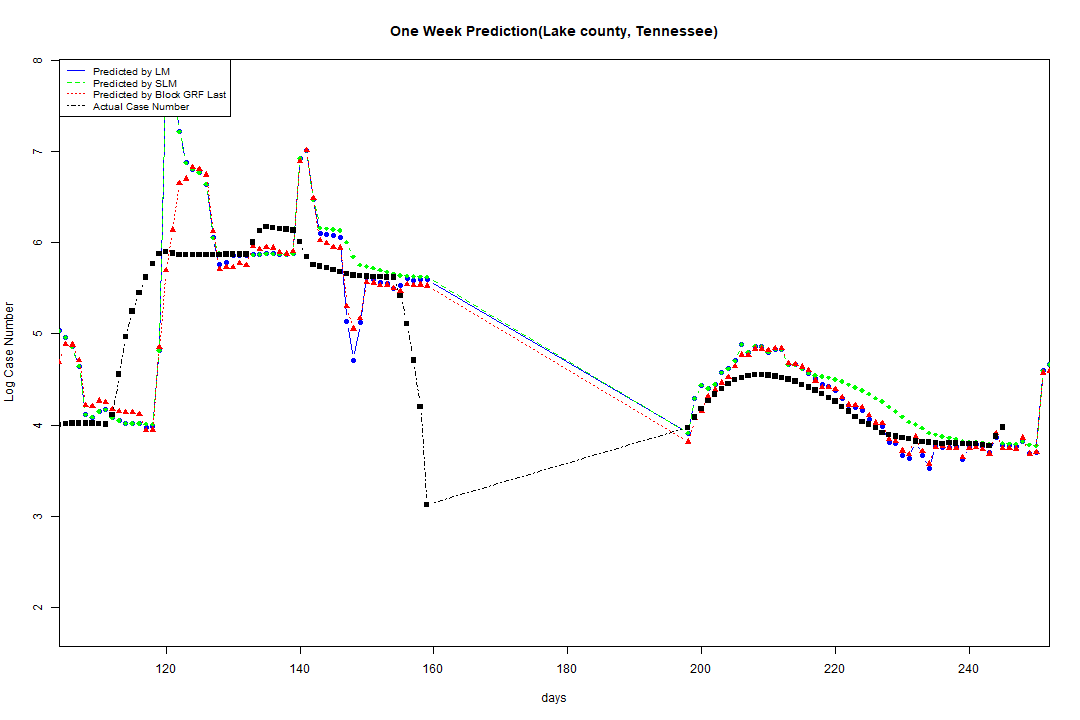 One Week Prediction(Lake county, Tennessee)
Predicted by LM
Predicted by SLM
Predicted by Block GRF Last
Actual Case Number
Log Case Number
8
7
6
5
4
3
2
120 140 160 180 200 220 240
days